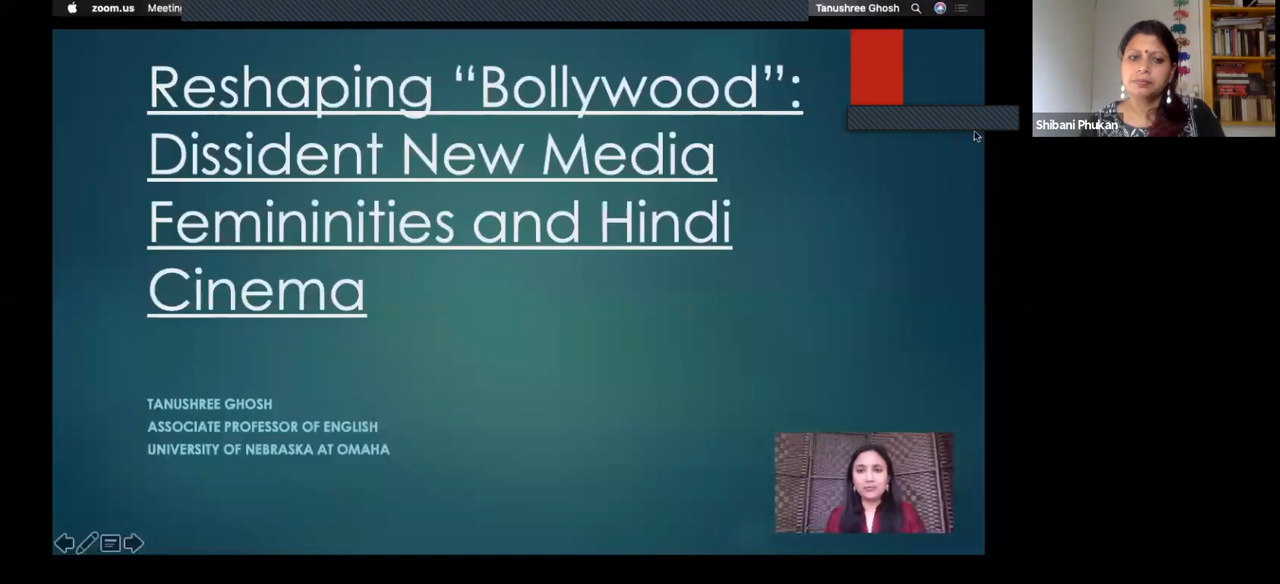 zoom.us Meeting Tanushree Ghosh
Reshaping “Bollywood”:
Dissident New Media
Femininities and Hindi
Cinema
TANUSHREE GHOSH
ASSOCIATE PROFESSOR OF ENGLISH
UNIVERSITY OF NEBRASKA AT OMAHA
Shibani Phukan